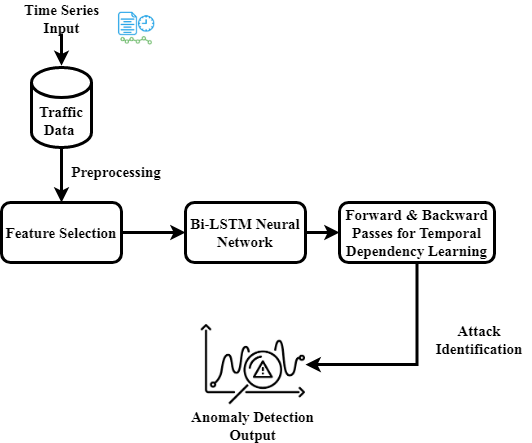 Time Series
Input
Traffic
Data
Preprocessing
Feature Selection
Bi-LSTM Neural
Network
Forward & Backward
Passes for Temporal
Dependency Learning
Attack
Identification
Anomaly Detection
Output